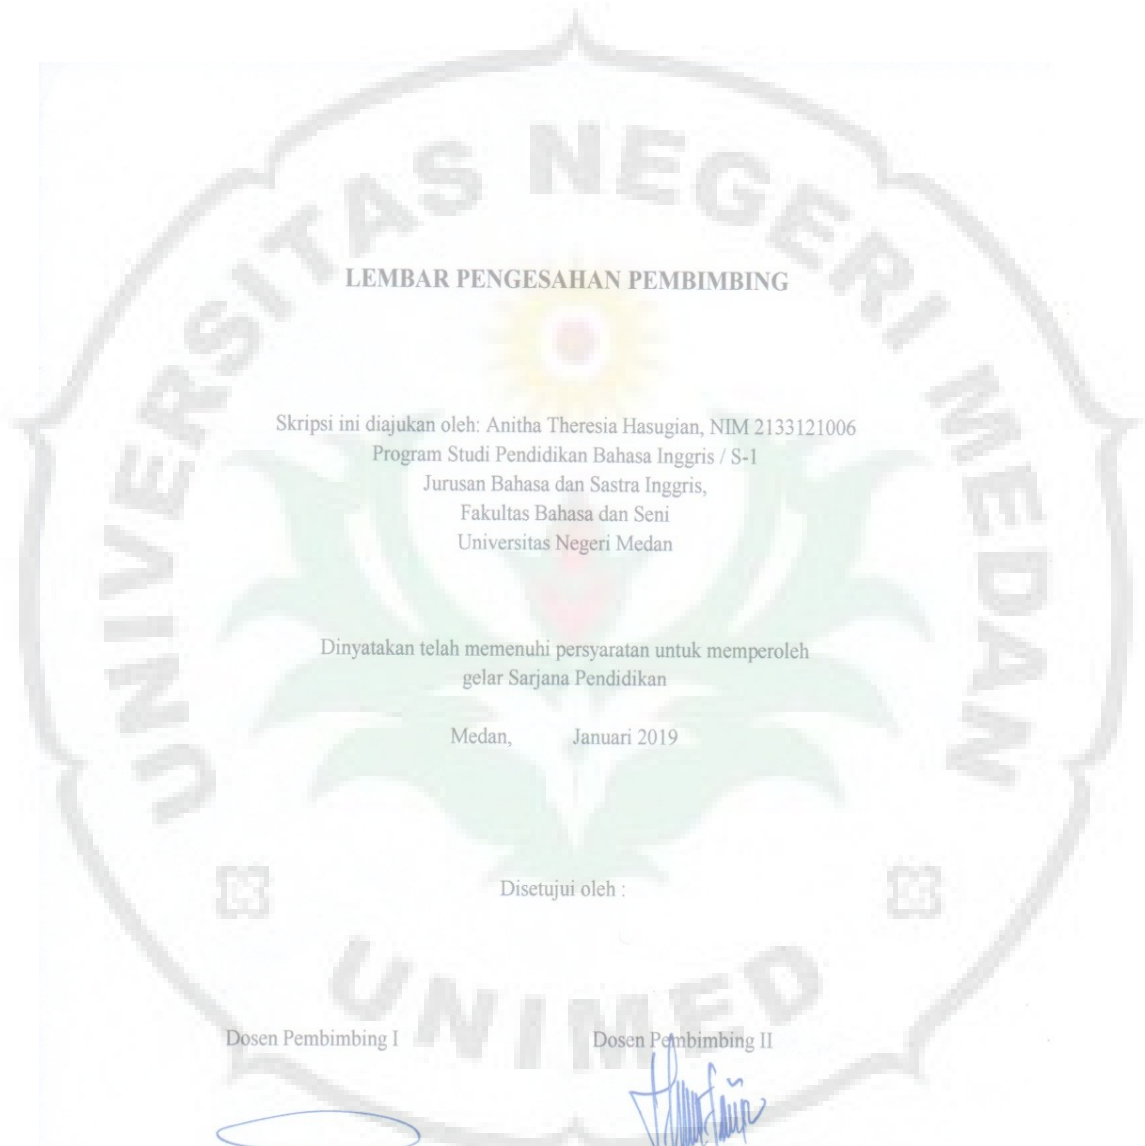 UNIVERSITAS NEGERI MEDAN
LEMBAR PENGESAHAN PEMBIMBING
Skripsi ini diajukan oleh: Anitha Theresia Hasugian, NIM 2133121006
Program Studi Pendidikan Bahasa Inggris / S-1
Jurusan Bahasa dan Sastra Inggris,
Fakultas Bahasa dan Seni
Universitas Negeri Medan
Dinyatakan telah memenuhi persyaratan untuk memperoleh
gelar Sarjana Pendidikan
Medan, Januari 2019
Disetujui oleh :
UNIMED
Dosen Pembimbing I Dosen Pembimbing II